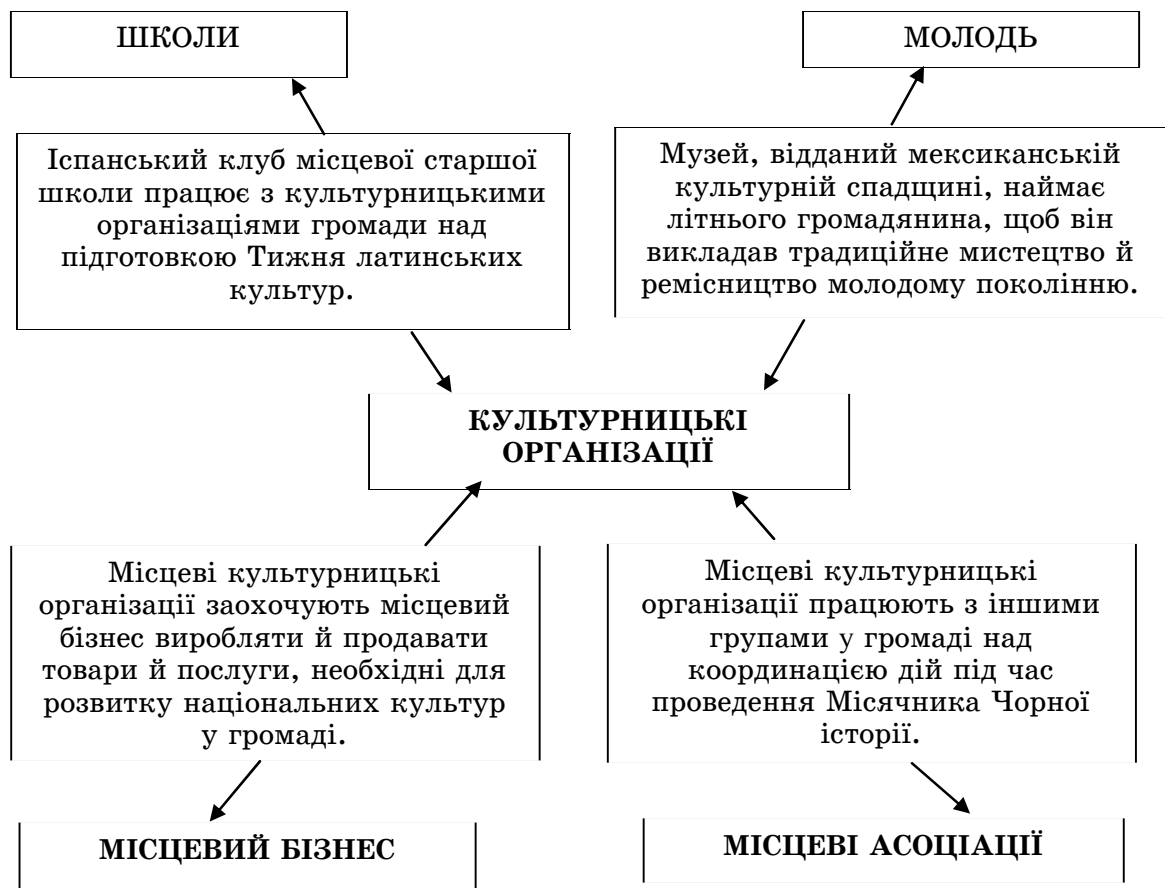 ШКОЛИ
МОЛОДЬ
Іспанський клуб місцевої старшої
школи працює з культурницькими
організаціями громади над
підготовкою Тижня латинських
культур.
Музей, відданий мексиканській
культурній спадщині, наймає
літнього громадянина, щоб він
викладав традиційне мистецтво й
ремісництво молодому поколінню.
КУЛЬТУРНИЦЬКІ
ОРГАНІЗАЦІЇ
Місцеві культурницькі
організації заохочують місцевий
бізнес виробляти й продавати
товари й послуги, необхідні для
розвитку національних культур
у громаді.
Місцеві культурницькі
організації працюють з іншими
групами у громаді над
координацією дій під час
проведення Місячника Чорної
історії.
МІСЦЕВИЙ БІЗНЕС
МІСЦЕВІ АСОЦІАЦІЇ